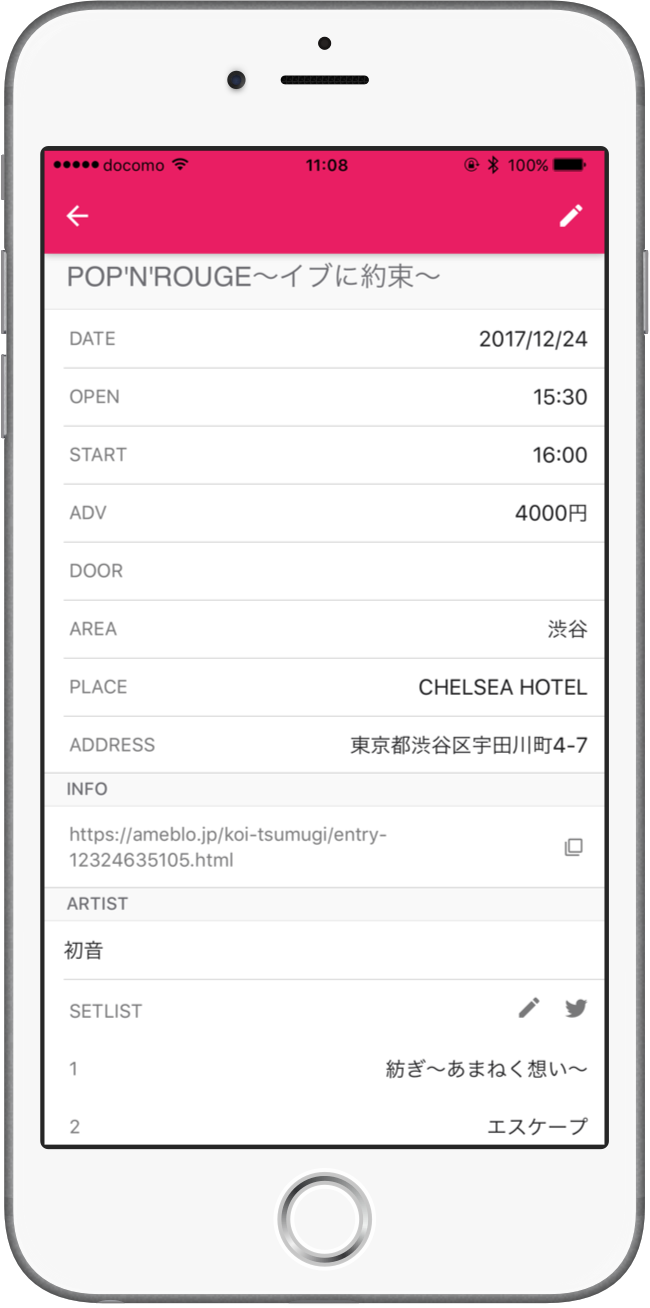 docomo 11:08 100%
POP'N'ROUGE〜イブに約束〜
DATE 2017/12/24
OPEN 15:30
START 16:00
ADV 4000円
DOOR
AREA 渋谷
PLACE CHELSEA HOTEL
ADDRESS 東京都渋谷区宇田川町4-7
INFO
https://ameblo.jp/koi-tsumugi/entry-
12324635105.html
ARTIST
初音
SETLIST
1 紡ぎ〜あまねく想い〜
2 エスケープ